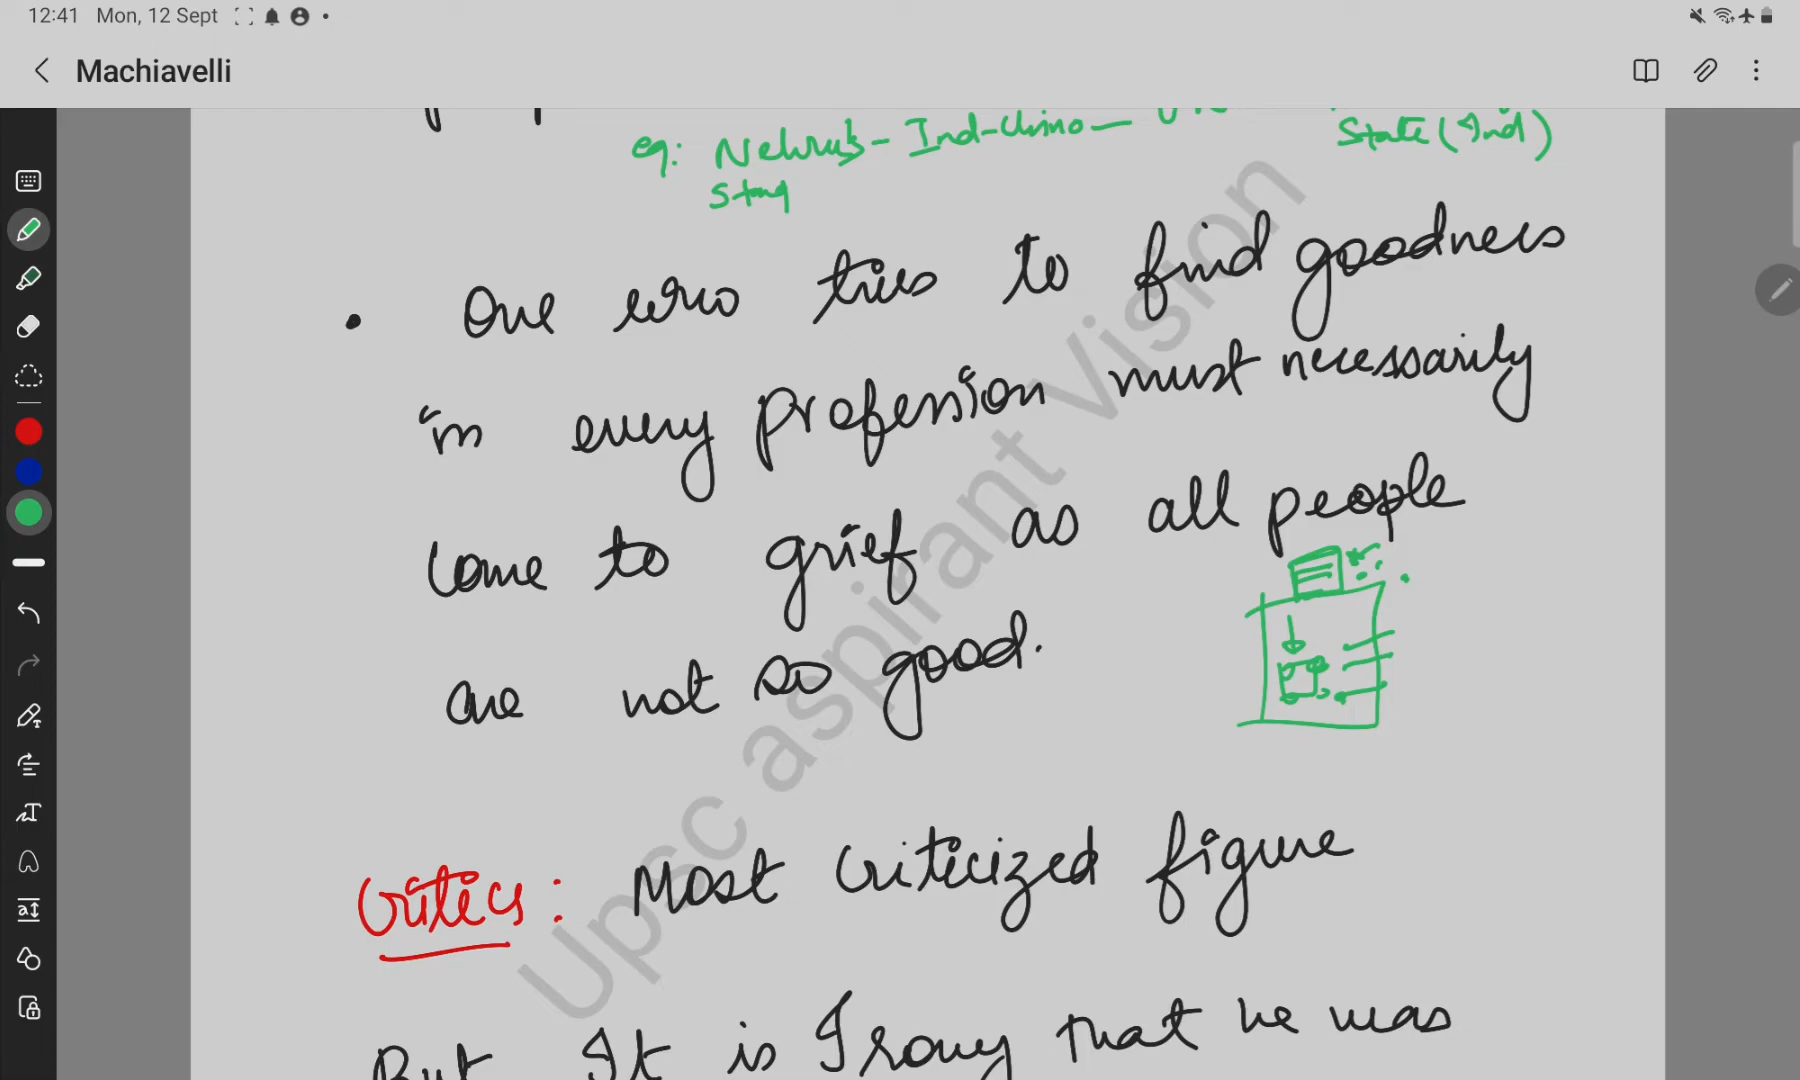 12:41 Mon, 12 Sept
Machiavelli
eg: Nehru's - Ind-China -
State (Ind)
• One who tries to find goodness
in every profession must necessarily
come to grief as all people
are not so good.
Critics: Most Criticized figure
But It is Irony that he was
Upsc aspirant Vision